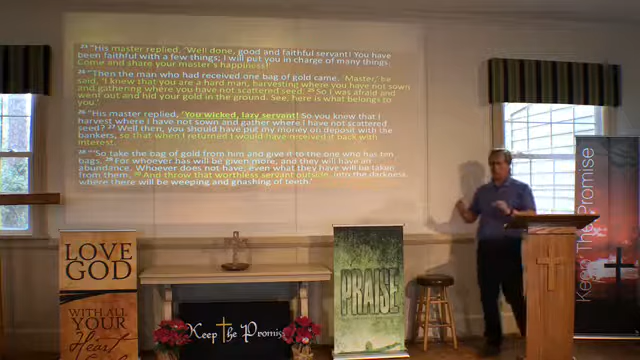 21 "His master replied, 'Well done, good and faithful servant! You have
been faithful with a few things; I will put you in charge of many things.
Come and share your master's happiness!'
24 "Then the man who had received one bag of gold came. 'Master,' he
said, 'I knew that you are a hard man, harvesting where you have not sown
and gathering where you have not scattered seed. 25 So I was afraid and
went out and hid your gold in the ground. See, here is what belongs to
you.'
26 "His master replied, 'You wicked, lazy servant! So you knew that I
harvest where I have not sown and gather where I have not scattered
seed? 27 Well then, you should have put my money on deposit with the
bankers, so that when I returned I would have received it back with
interest.
28 "'So take the bag of gold from him and give it to the one who has ten
bags. 29 For whoever has will be given more, and they will have an
abundance. Whoever does not have, even what they have will be taken
from them. 30 And throw that worthless servant outside, into the darkness,
where there will be weeping and gnashing of teeth.'
LOVE
GOD
WITH ALL
YOUR
Heart
Keep the Promise
PRAISE
Keep The Promise